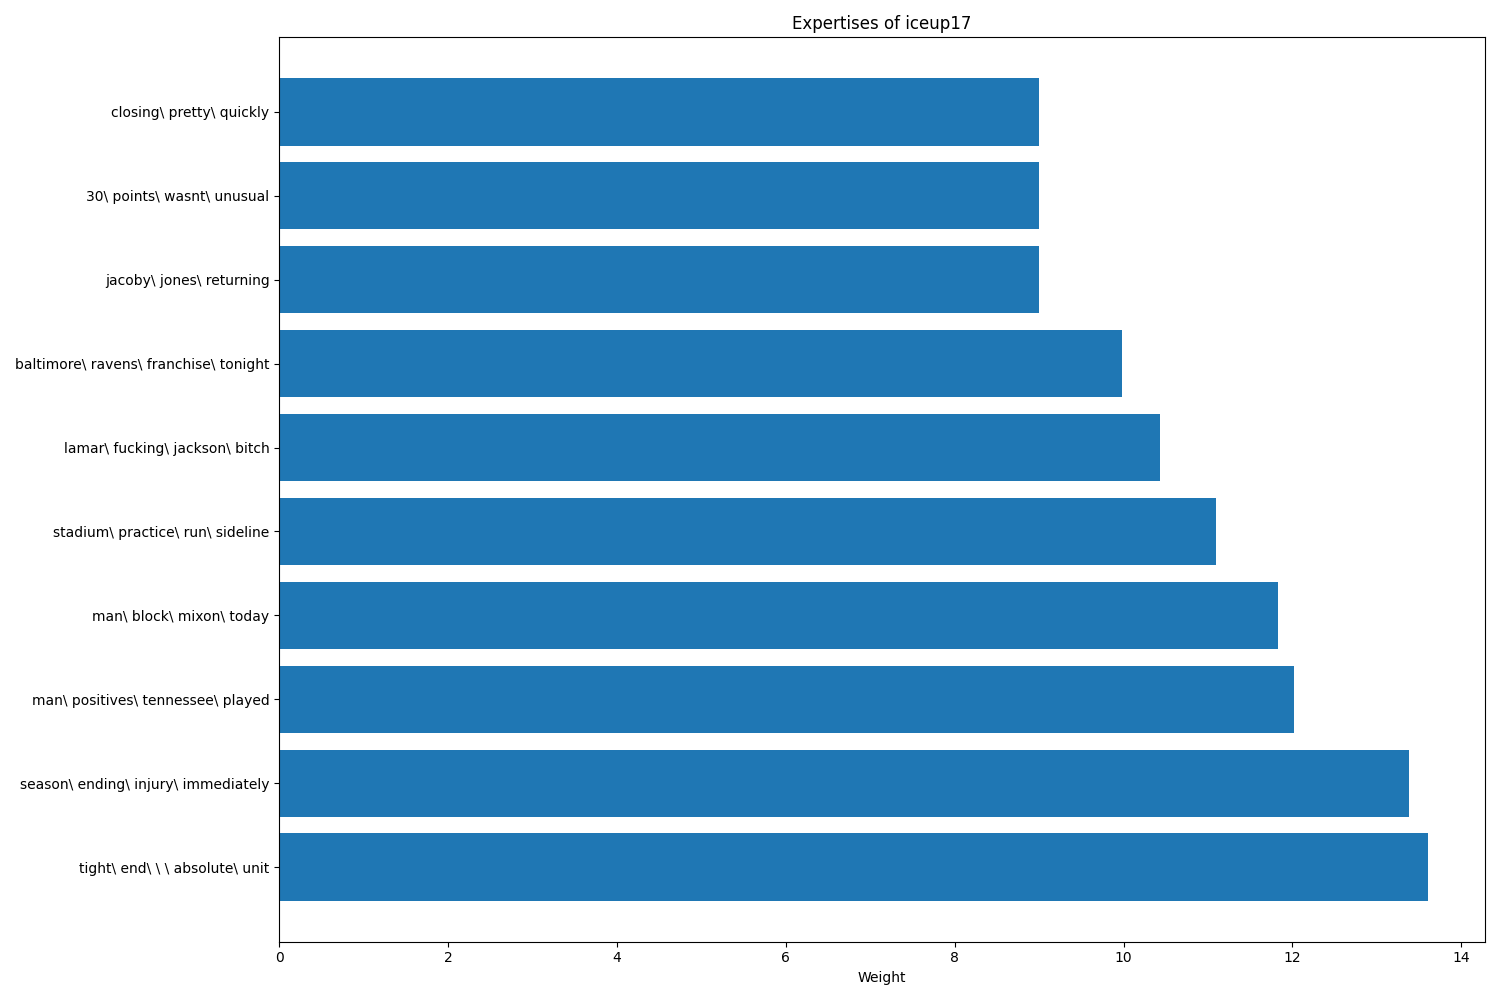 Expertises of iceup17
closing\ pretty\ quickly
30\ points\ wasnt\ unusual
jacoby\ jones\ returning
baltimore\ ravens\ franchise\ tonight
lamar\ fucking\ jackson\ bitch
stadium\ practice\ run\ sideline
man\ block\ mixon\ today
man\ positives\ tennessee\ played
season\ ending\ injury\ immediately
tight\ end\ \ \ absolute\ unit
0 2 4 6 8 10 12 14
Weight